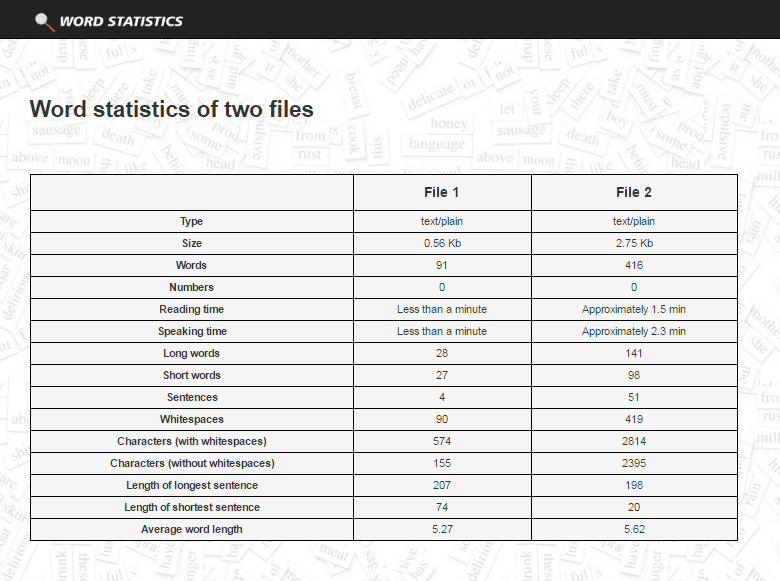 WORD STATISTICS
Word statistics of two files
File 1 File 2
Type text/plain text/plain
Size 0.56 Kb 2.75 Kb
Words 91 416
Numbers 0 0
Reading time Less than a minute Approximately 1.5 min
Speaking time Less than a minute Approximately 2.3 min
Long words 28 141
Short words 27 98
Sentences 4 51
Whitespaces 90 419
Characters (with whitespaces) 574 2814
Characters (without whitespaces) 155 2395
Length of longest sentence 207 198
Length of shortest sentence 74 20
Average word length 5.27 5.62